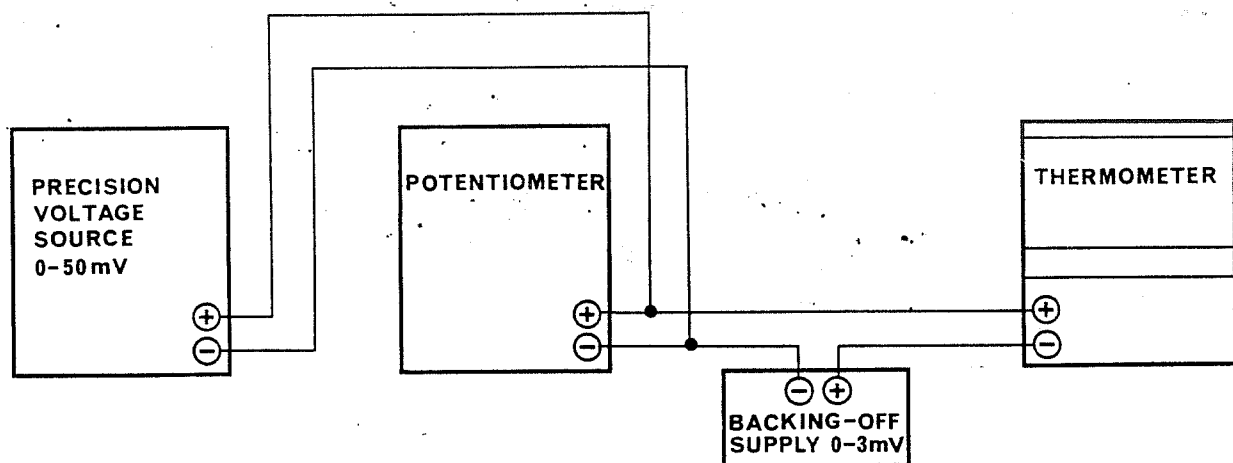 PRECISION
VOLTAGE
SOURCE
0-50mV
+
−
POTENTIOMETER
+
−
THERMOMETER
+
−
− +
BACKING-OFF
SUPPLY 0-3mV